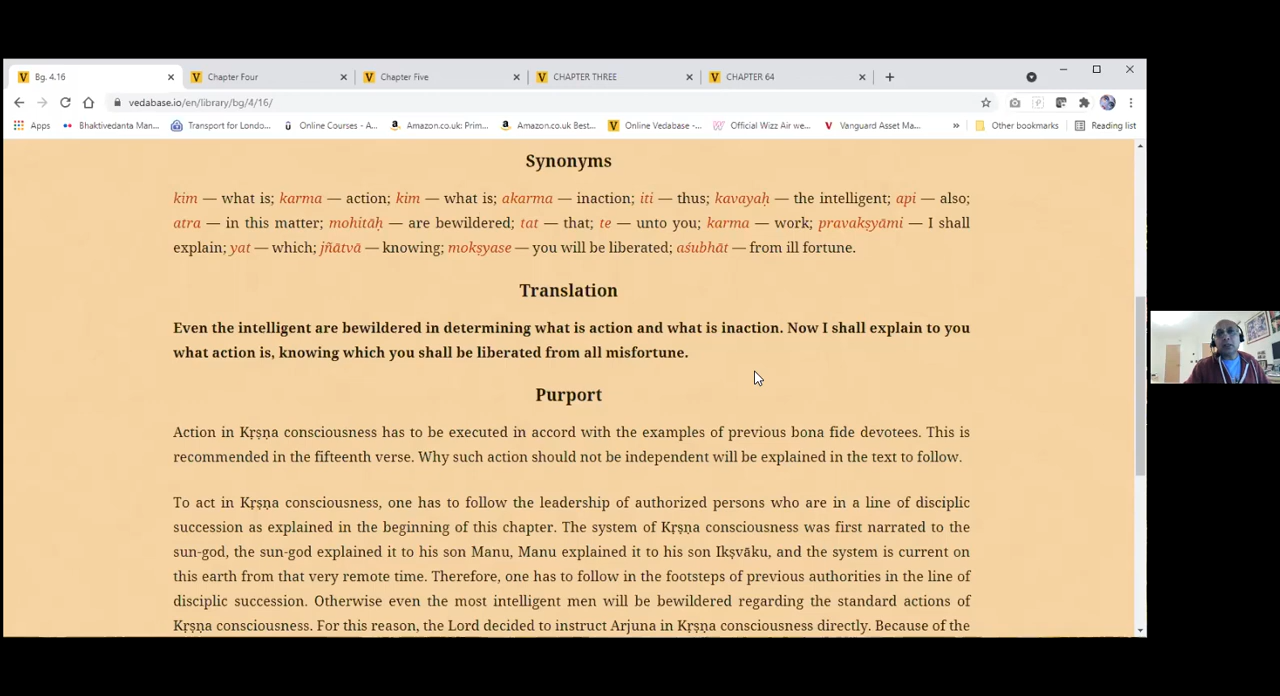 Bg. 4.16
Chapter Four
Chapter Five
CHAPTER THREE
CHAPTER 64
vedabase.io/en/library/bg/4/16/
Apps
Bhaktivedanta Man...
Transport for Londo...
Online Courses - A...
Amazon.co.uk: Prim...
Amazon.co.uk Best...
Online Vedabase –...
Official Wizz Air we...
Vanguard Asset Ma...
»
Other bookmarks
Reading list
Synonyms
kim — what is; karma — action; kim — what is; akarma — inaction; iti — thus; kavayaḥ — the intelligent; api — also;
atra — in this matter; mohitāḥ — are bewildered; tat — that; te — unto you; karma — work; pravakṣyāmi — I shall
explain; yat — which; jñātvā — knowing; mokṣyase — you will be liberated; aśubhāt — from ill fortune.
Translation
Even the intelligent are bewildered in determining what is action and what is inaction. Now I shall explain to you
what action is, knowing which you shall be liberated from all misfortune.
Purport
Action in Kṛṣṇa consciousness has to be executed in accord with the examples of previous bona fide devotees. This is
recommended in the fifteenth verse. Why such action should not be independent will be explained in the text to follow.
To act in Kṛṣṇa consciousness, one has to follow the leadership of authorized persons who are in a line of disciplic
succession as explained in the beginning of this chapter. The system of Kṛṣṇa consciousness was first narrated to the
sun-god, the sun-god explained it to his son Manu, Manu explained it to his son Ikṣvāku, and the system is current on
this earth from that very remote time. Therefore, one has to follow in the footsteps of previous authorities in the line of
disciplic succession. Otherwise even the most intelligent men will be bewildered regarding the standard actions of
Kṛṣṇa consciousness. For this reason, the Lord decided to instruct Arjuna in Kṛṣṇa consciousness directly. Because of the